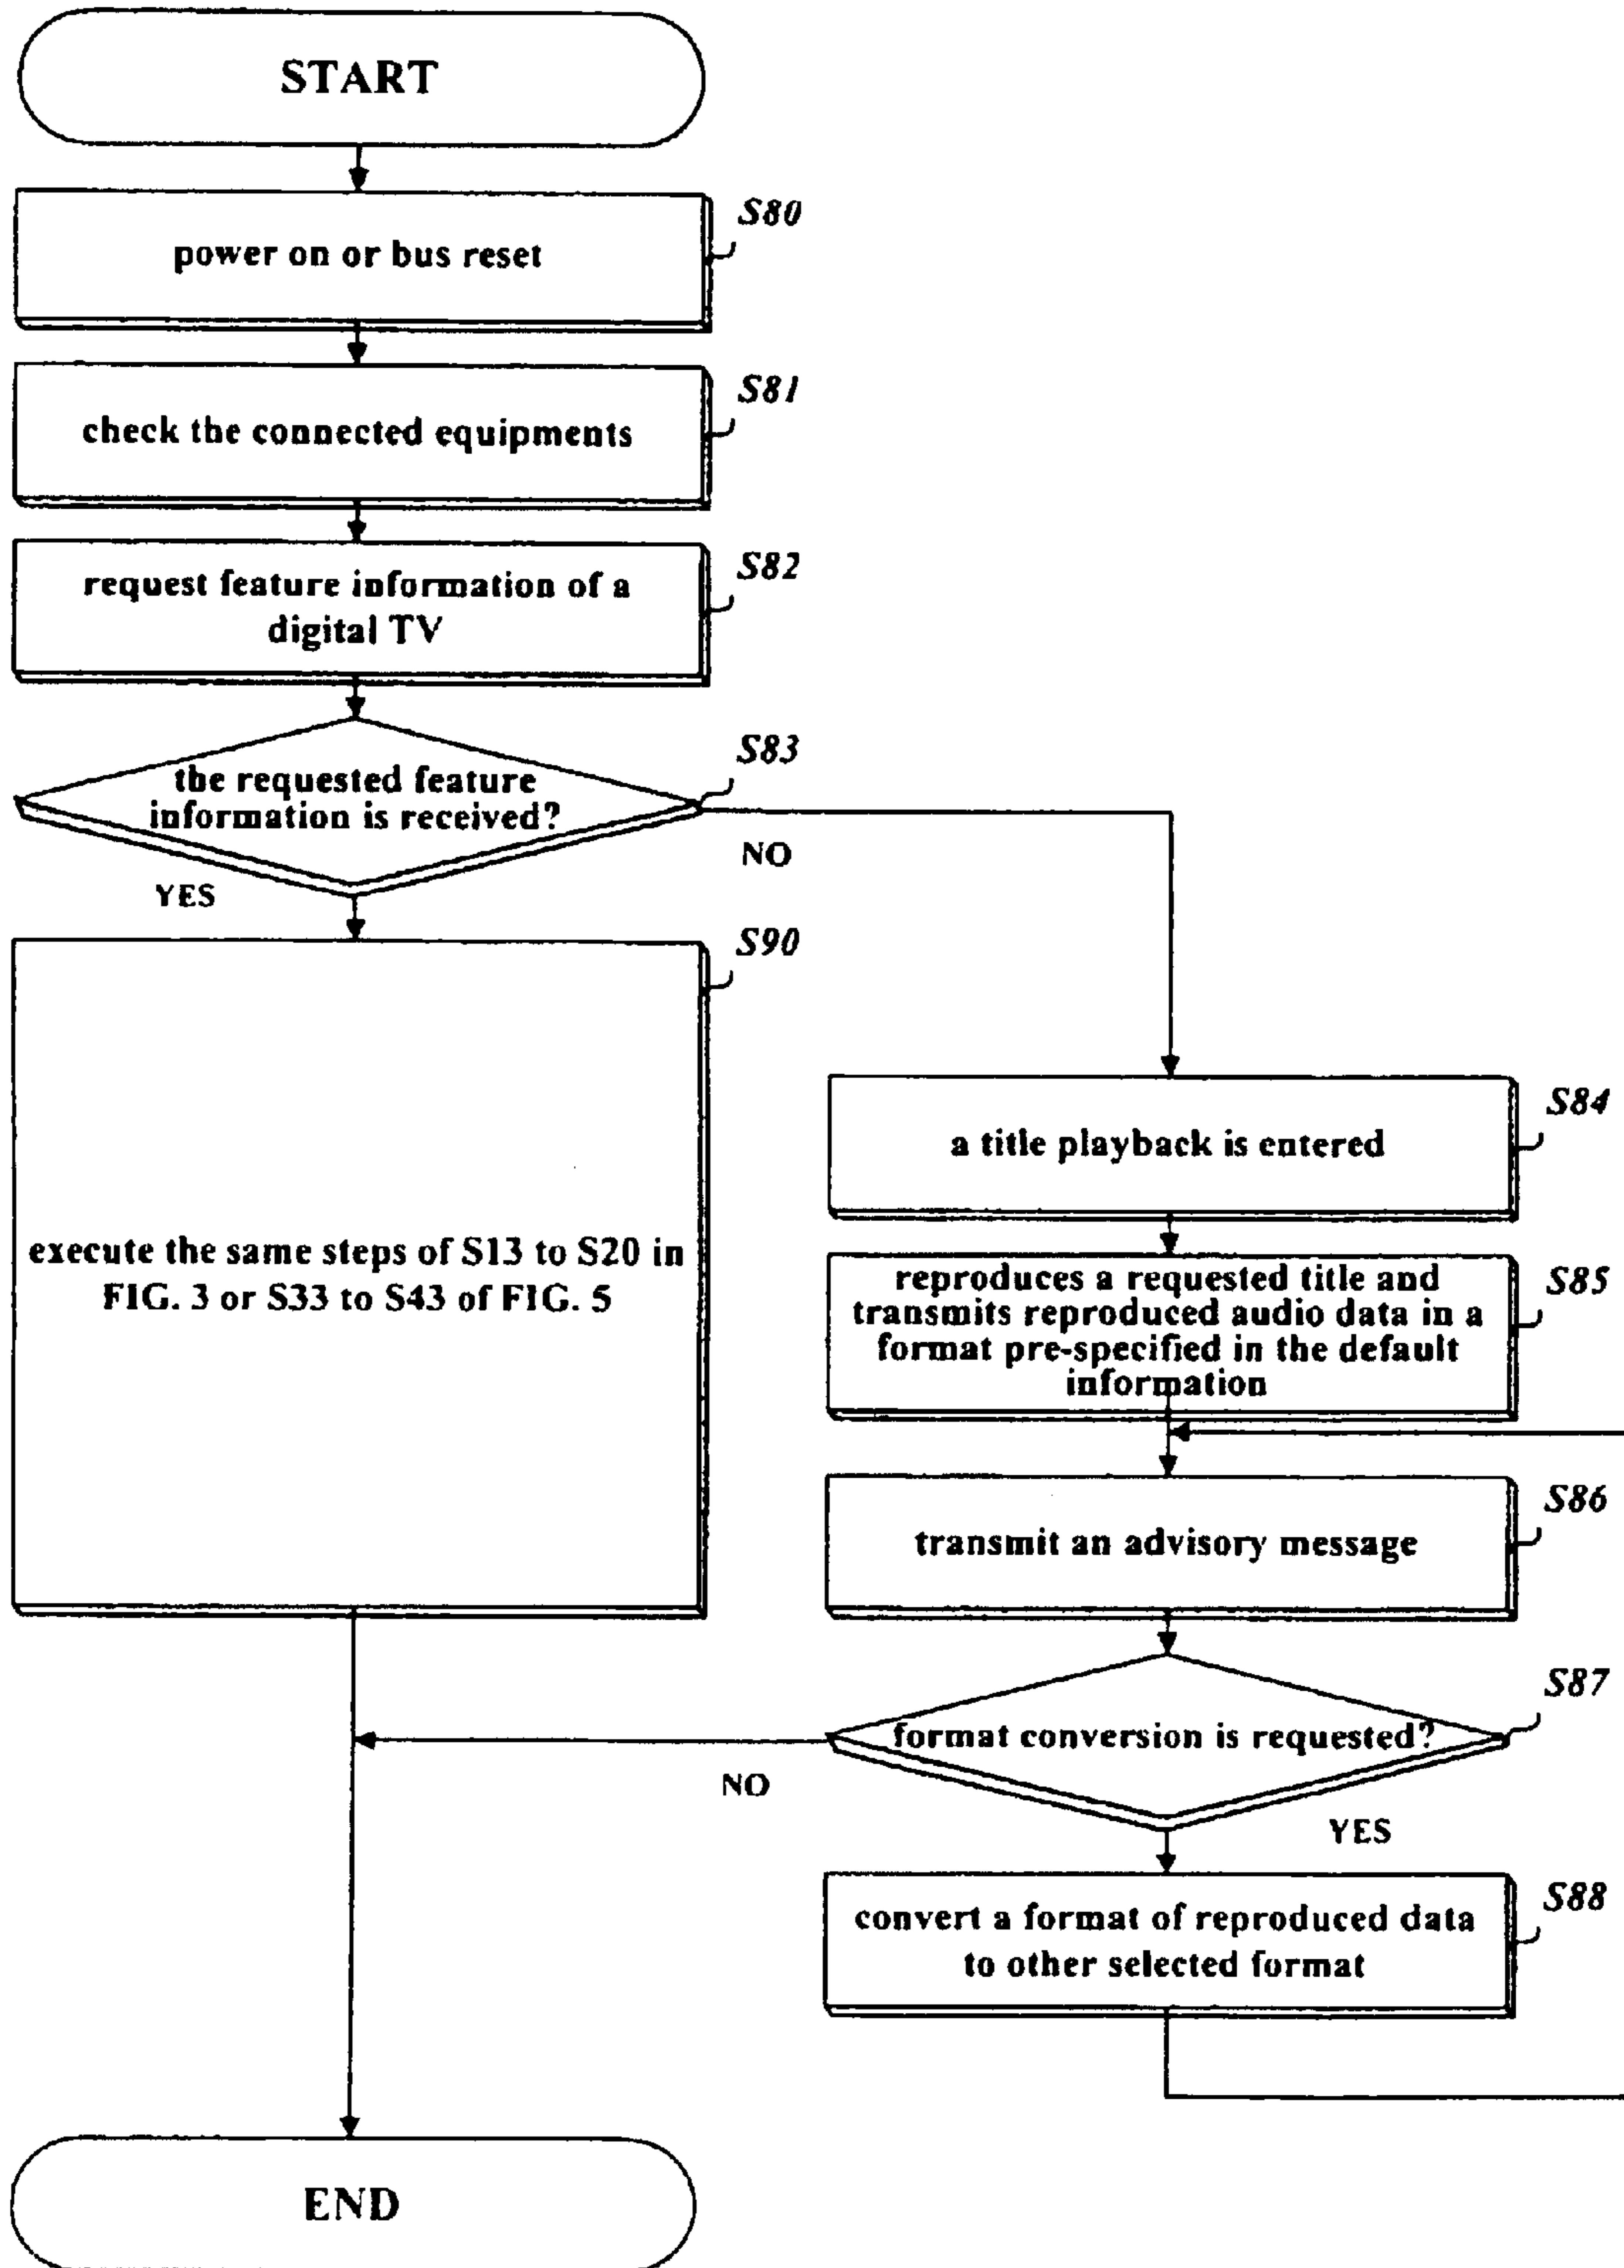 START
S80
power on or bus reset
S81
check the connected equipments
S82
request feature information of a
digital TV
S83
the requested feature
information is received?
NO
YES
S90
execute the same steps of S13 to S20 in
FIG. 3 or S33 to S43 of FIG. 5
S84
a title playback is entered
S85
reproduces a requested title and
transmits reproduced audio data in a
format pre-specified in the default
information
S86
transmit an advisory message
S87
format conversion is requested?
NO
YES
S88
convert a format of reproduced data
to other selected format
END